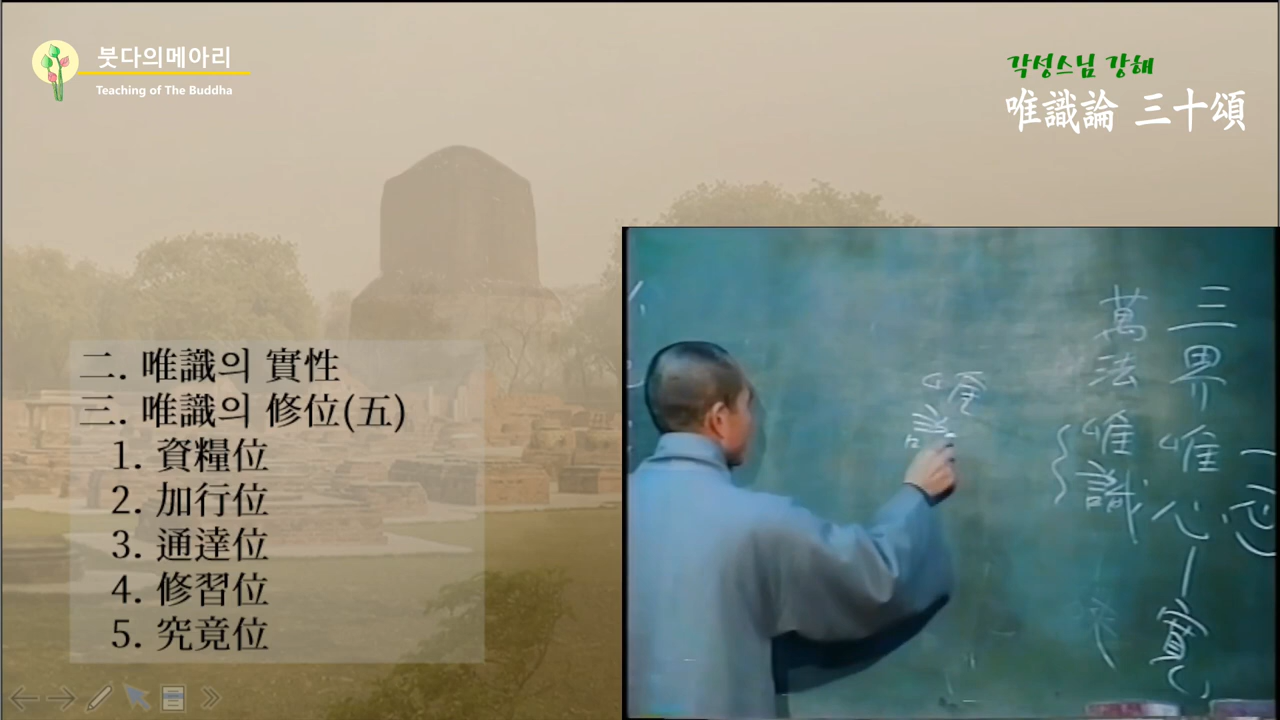 붓다의메아리
Teaching of The Buddha
각성스님 강해
唯識論 三十頌
二. 唯識의 實性
三. 唯識의 修位(五)
1. 資糧位
2. 加行位
3. 通達位
4. 修習位
5. 究竟位
三界唯心
萬法唯識
唯